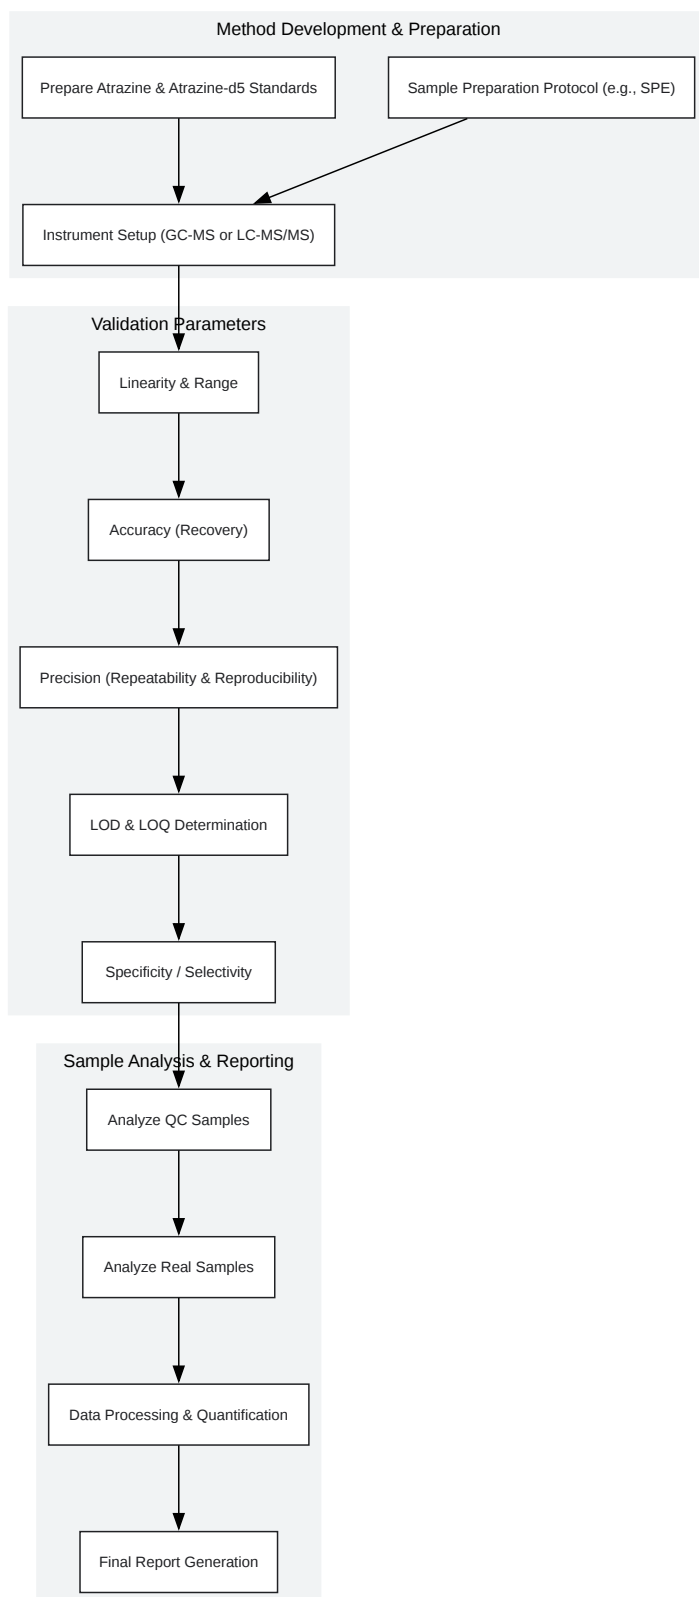 Method Development & Preparation
Prepare Atrazine & Atrazine-d5 Standards
Sample Preparation Protocol (e.g., SPE)
Instrument Setup (GC-MS or LC-MS/MS)
Validation Parameters
Linearity & Range
Accuracy (Recovery)
Precision (Repeatability & Reproducibility)
LOD & LOQ Determination
Specificity / Selectivity
Sample Analysis & Reporting
Analyze QC Samples
Analyze Real Samples
Data Processing & Quantification
Final Report Generation